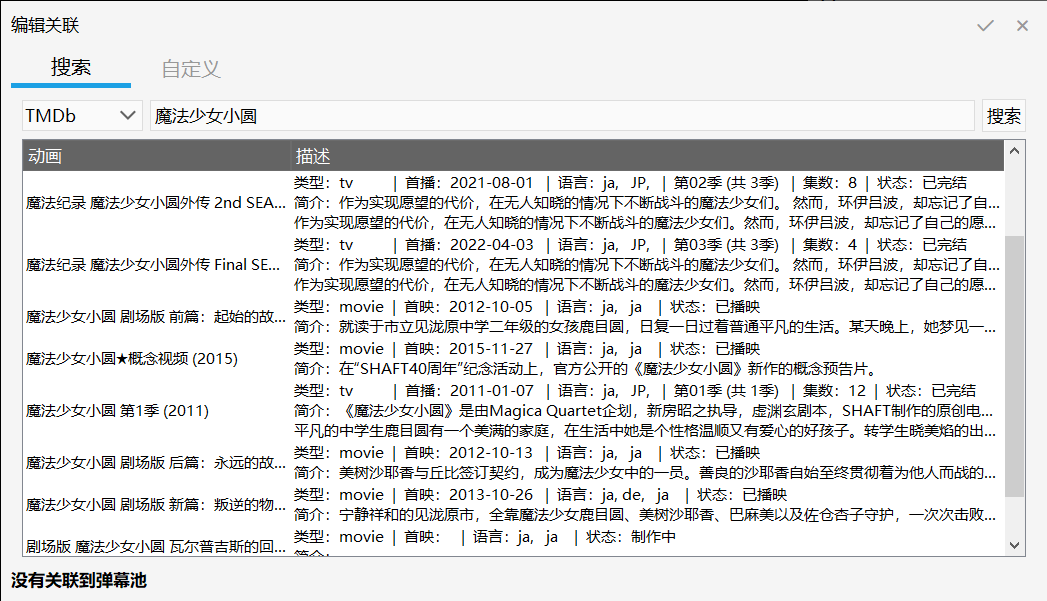 编辑关联
搜索 自定义
TMDb 魔法少女小圆 搜索
动画 描述
魔法纪录 魔法少女小圆外传 2nd SEA...
类型：tv | 首播：2021-08-01 | 语言：ja，JP， | 第02季 (共 3季) | 集数：8 | 状态：已完结
简介：作为实现愿望的代价，在无人知晓的情况下不断战斗的魔法少女们。 然而，环伊吕波，却忘记了自...
作为实现愿望的代价，在无人知晓的情况下不断战斗的魔法少女们。然而，环伊吕波，却忘记了自己的愿...
魔法纪录 魔法少女小圆外传 Final SE...
类型：tv | 首播：2022-04-03 | 语言：ja，JP， | 第03季 (共 3季) | 集数：4 | 状态：已完结
简介：作为实现愿望的代价，在无人知晓的情况下不断战斗的魔法少女们。 然而，环伊吕波，却忘记了自...
作为实现愿望的代价，在无人知晓的情况下不断战斗的魔法少女们。然而，环伊吕波，却忘记了自己的愿...
魔法少女小圆 剧场版 前篇：起始的故...
类型：movie | 首映：2012-10-05 | 语言：ja，ja | 状态：已播映
简介：就读于市立见泷原中学二年级的女孩鹿目圆，日复一日过着普通平凡的生活。某天晚上，她梦见一...
魔法少女小圆★概念视频 (2015)
类型：movie | 首映：2015-11-27 | 语言：ja，ja | 状态：已播映
简介：在“SHAFT40周年”纪念活动上，官方公开的《魔法少女小圆》新作的概念预告片。
魔法少女小圆 第1季 (2011)
类型：tv | 首播：2011-01-07 | 语言：ja，JP， | 第01季 (共 1季) | 集数：12 | 状态：已完结
简介：《魔法少女小圆》是由Magica Quartet企划，新房昭之执导，虚渊玄剧本，SHAFT制作的原创电...
平凡的中学生鹿目圆有一个美满的家庭，在生活中她是个性格温顺又有爱心的好孩子。转学生晓美焰的出...
魔法少女小圆 剧场版 后篇：永远的故...
类型：movie | 首映：2012-10-13 | 语言：ja，ja | 状态：已播映
简介：美树沙耶香与丘比签订契约，成为魔法少女中的一员。善良的沙耶香自始至终贯彻着为他人而战的...
魔法少女小圆 剧场版 新篇：叛逆的物...
类型：movie | 首映：2013-10-26 | 语言：ja, de，ja | 状态：已播映
简介：宁静祥和的见泷原市，全靠魔法少女鹿目圆、美树沙耶香、巴麻美以及佐仓杏子守护，一次次击败...
剧场版 魔法少女小圆 瓦尔普吉斯的回...
类型：movie | 首映： | 语言：ja，ja | 状态：制作中
简介：
没有关联到弹幕池